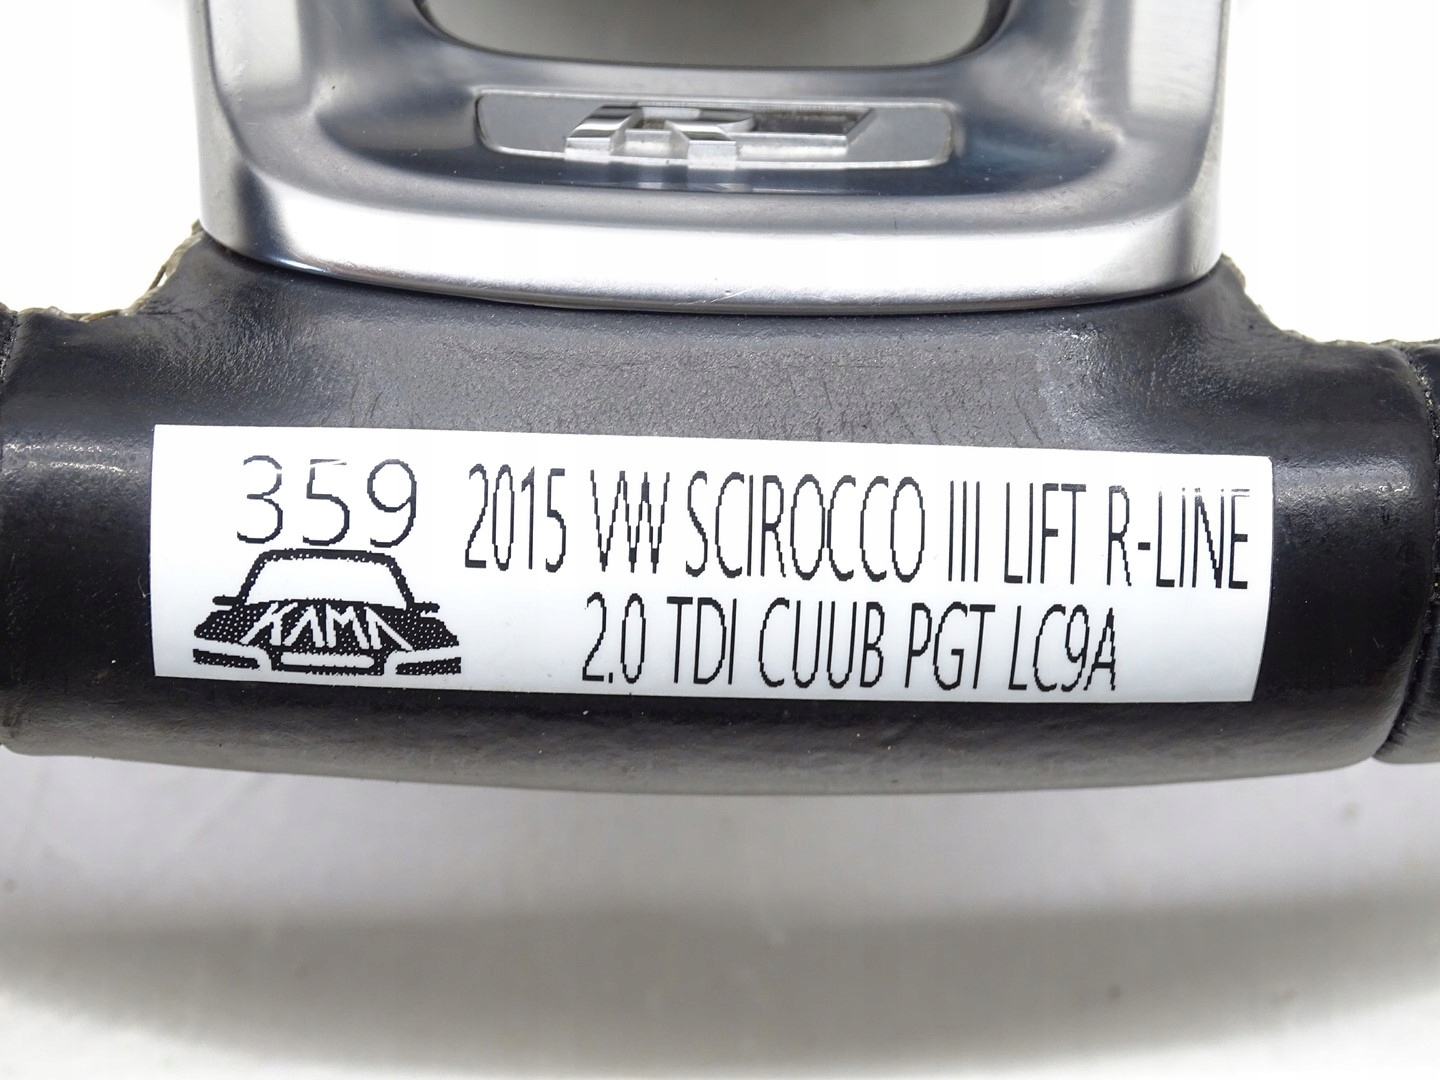 R
359
2015 VW SCIROCCO III LIFT R-LINE
2.0 TDI CUUB PGT LC9A
KAMA